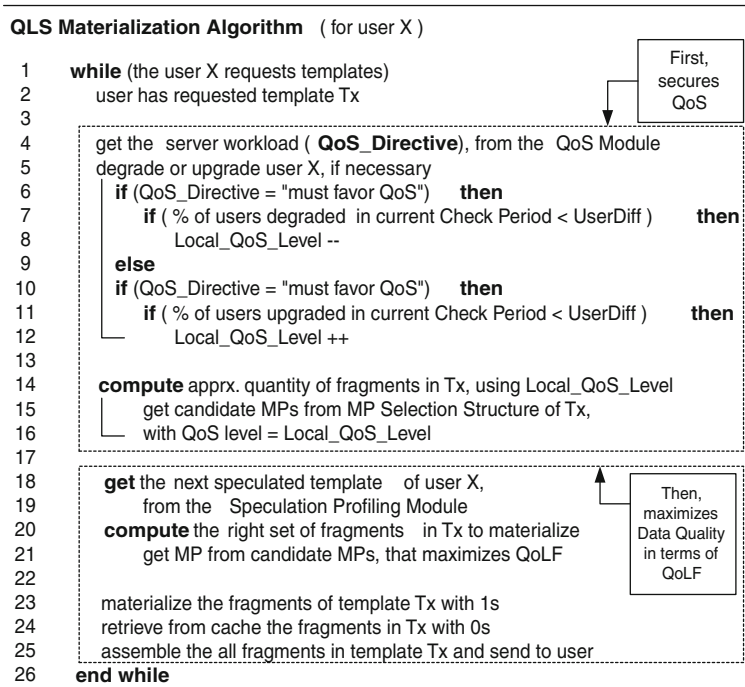 QLS Materialization Algorithm ( for user X )
First,
secures
QoS
1 while (the user X requests templates)
2 user has requested template Tx
3
4 get the server workload ( QoS_Directive), from the QoS Module
5 degrade or upgrade user X, if necessary
6 if (QoS_Directive = "must favor QoS") then
7 if ( % of users degraded in current Check Period < UserDiff ) then
8 Local_QoS_Level --
9 else
10 if (QoS_Directive = "must favor QoS") then
11 if ( % of users upgraded in current Check Period < UserDiff ) then
12 Local_QoS_Level ++
13
14 compute apprx. quantity of fragments in Tx, using Local_QoS_Level
15 get candidate MPs from MP Selection Structure of Tx,
16 with QoS level = Local_QoS_Level
17
18 get the next speculated template of user X,
19 from the Speculation Profiling Module
20 compute the right set of fragments in Tx to materialize
21 get MP from candidate MPs, that maximizes QoLF
22
Then,
maximizes
Data Quality
in terms of
QoLF
23 materialize the fragments of template Tx with 1s
24 retrieve from cache the fragments in Tx with 0s
25 assemble the all fragments in template Tx and send to user
26 end while